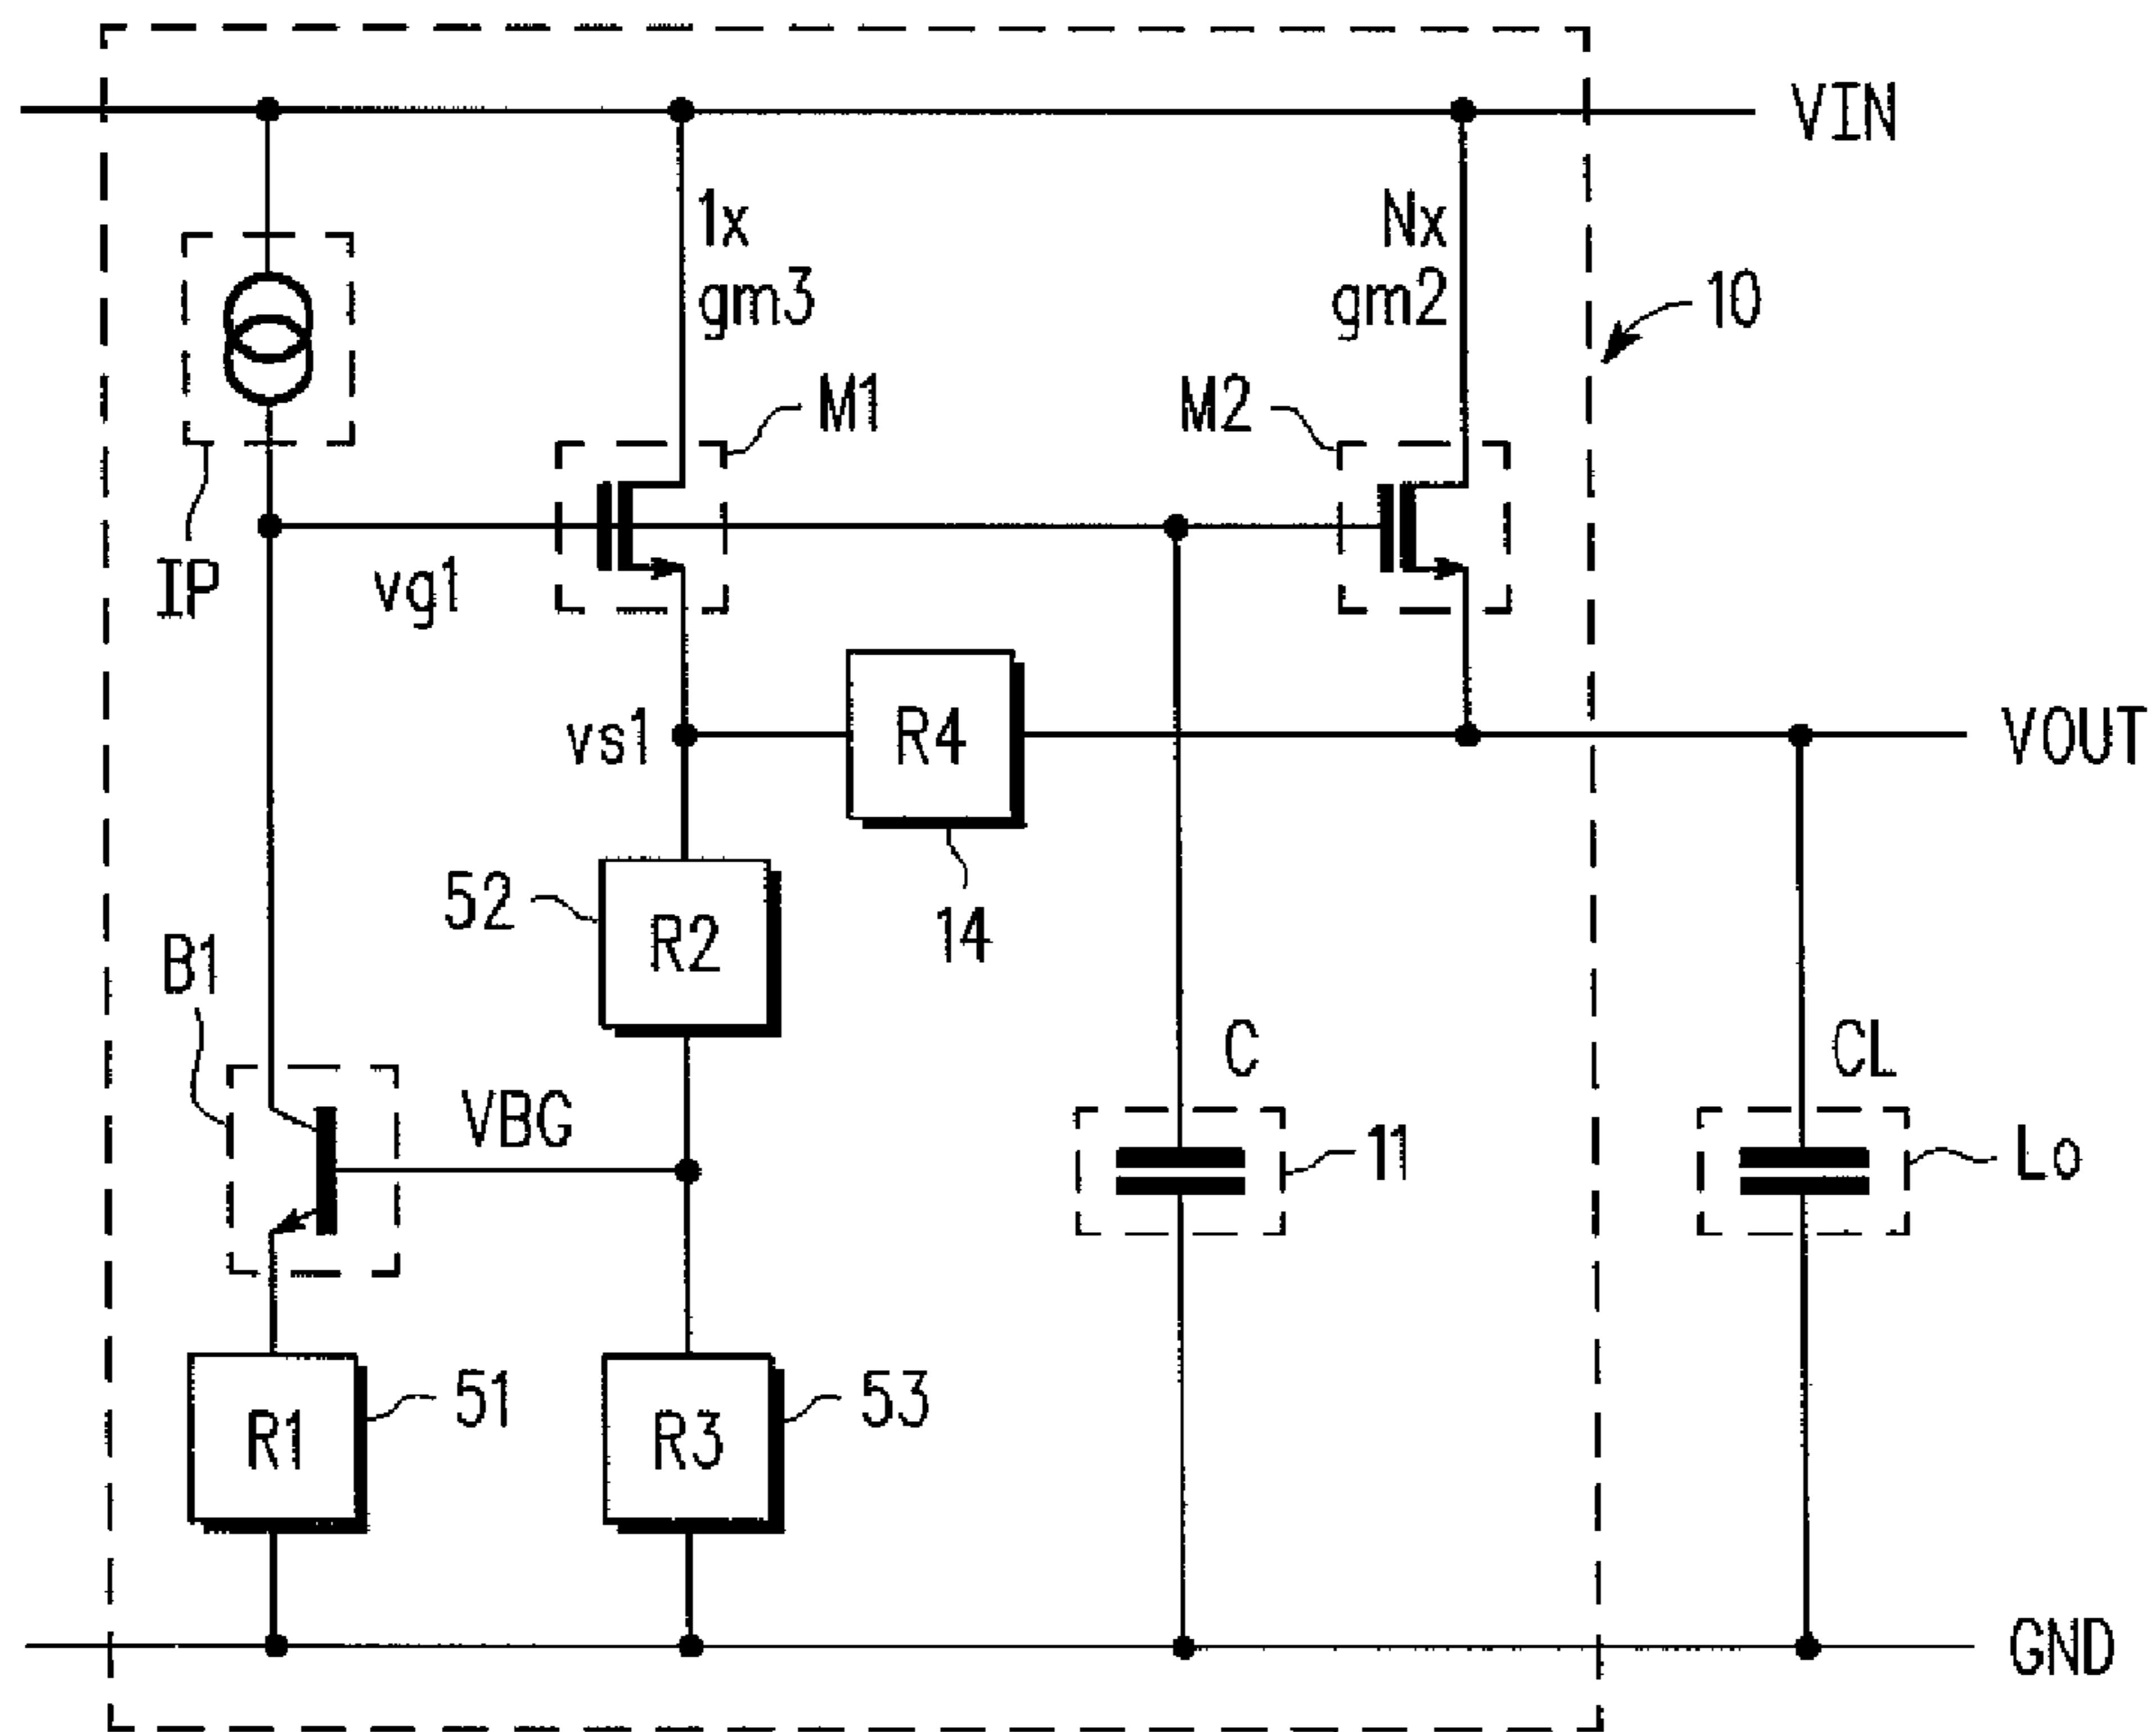 VIN
1x
gm3
Nx
gm2
10
M1
M2
IP
vg1
vs1
R4
VOUT
14
52
R2
B1
VBG
C
11
CL
Lo
R1
51
R3
53
GND